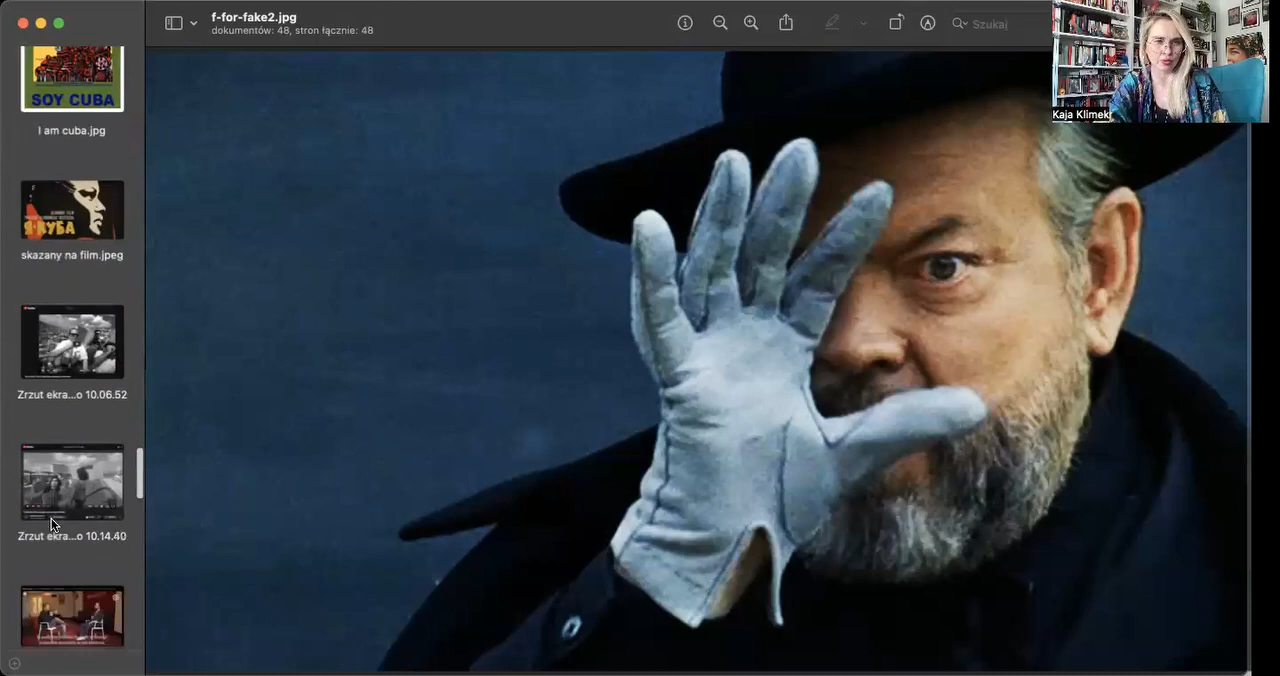 f-for-fake2.jpg
dokumentów: 48, stron łącznie: 48
Szukaj
Kaja Klimek
SOY CUBA
I am cuba.jpg
Я КУБА
skazany na film.jpeg
Zrzut ekra...o 10.06.52
Zrzut ekra...o 10.14.40